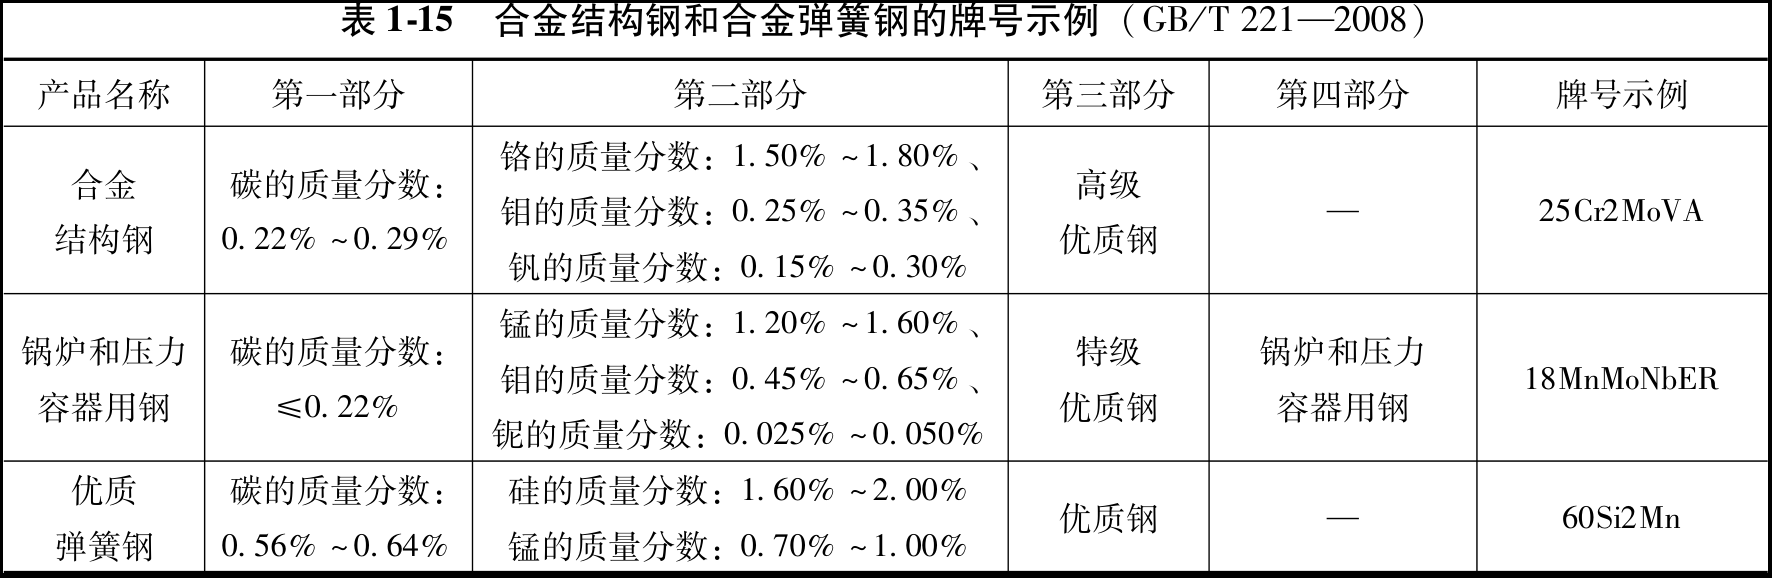 表 1-15 合金结构钢和合金弹簧钢的牌号示例（GB/T 221—2008）
产品名称 第一部分 第二部分 第三部分 第四部分 牌号示例
合金
结构钢
碳的质量分数：
0.22% ~0.29%
铬的质量分数：1.50% ~1.80%、
钼的质量分数：0.25% ~0.35%、
钒的质量分数：0.15% ~0.30%
高级
优质钢
—
25Cr2MoVA
锅炉和压力
容器用钢
碳的质量分数：
≤0.22%
锰的质量分数：1.20% ~1.60%、
钼的质量分数：0.45% ~0.65%、
铌的质量分数：0.025% ~0.050%
特级
优质钢
锅炉和压力
容器用钢
18MnMoNbER
优质
弹簧钢
碳的质量分数：
0.56% ~0.64%
硅的质量分数：1.60% ~2.00%
锰的质量分数：0.70% ~1.00%
优质钢
—
60Si2Mn